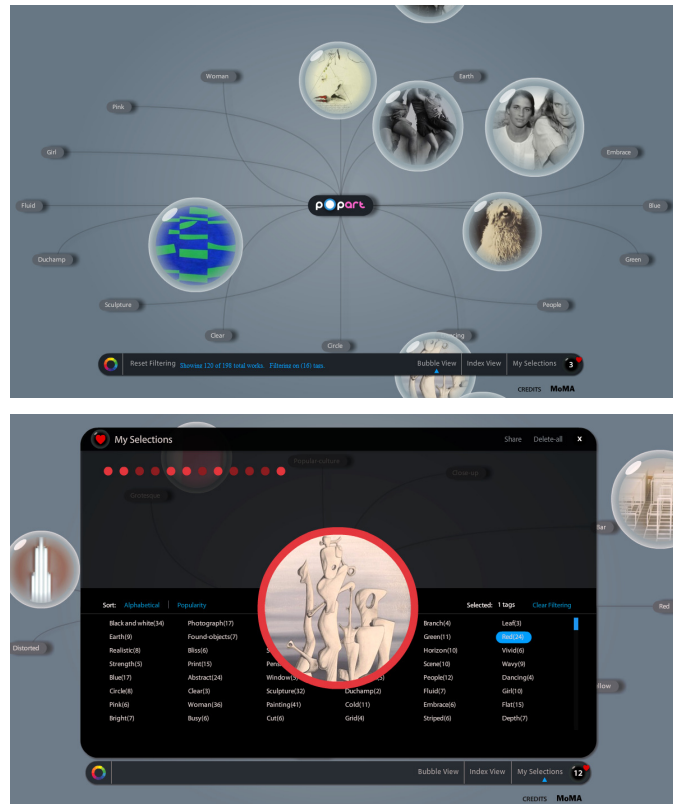 Woman
Earth
Pink
Girl
Embrace
Fluid
popart
Blue
Duchamp
Green
Sculpture
People
Clear
Circle
Reset Filtering Showing 120 of 198 total works. Filtering on (18) tags.
Bubble View
Index View
My Selections
3
CREDITS MoMA
My Selections
Share Delete-all x
Popular-culture
Close-up
Grotesque
Bar
Sort: Alphabetical | Popularity
Selected: 1 tags Clear Filtering
Red
Black and white(34) Photograph(17) Branch(4) Leaf(3)
Earth(9) Found-objects(7) Green(11) Red(24)
Realistic(8) Bliss(6) Horizon(10) Vivid(6)
Distorted
Strength(5) Print(15) Scene(10) Wavy(9)
Blue(17) Abstract(24) People(12) Dancing(4)
Circle(8) Clear(3) Sculpture(32) Duchamp(2) Fluid(7) Girl(10)
Pink(6) Woman(36) Painting(41) Cold(11) Embrace(6) Flat(15)
Bright(7) Busy(6) Cut(6) Grid(4) Striped(6) Depth(7)
Bubble View
Index View
My Selections
12
CREDITS MoMA